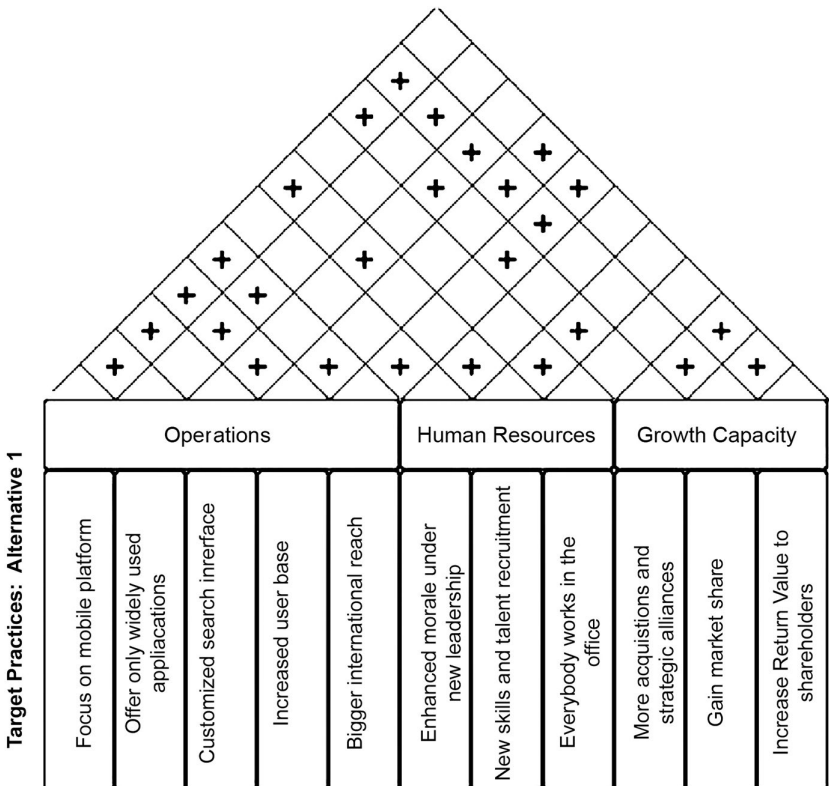 Operations
Human Resources
Growth Capacity
Target Practices: Alternative 1
Focus on mobile platform
Offer only widely used
appliacations
Customized search inrerface
Increased user base
Bigger international reach
Enhanced morale under
new leadership
New skills and talent recruitment
Everybody works in the
office
More acquistions and
strategic alliances
Gain market share
Increase Return Value to
shareholders